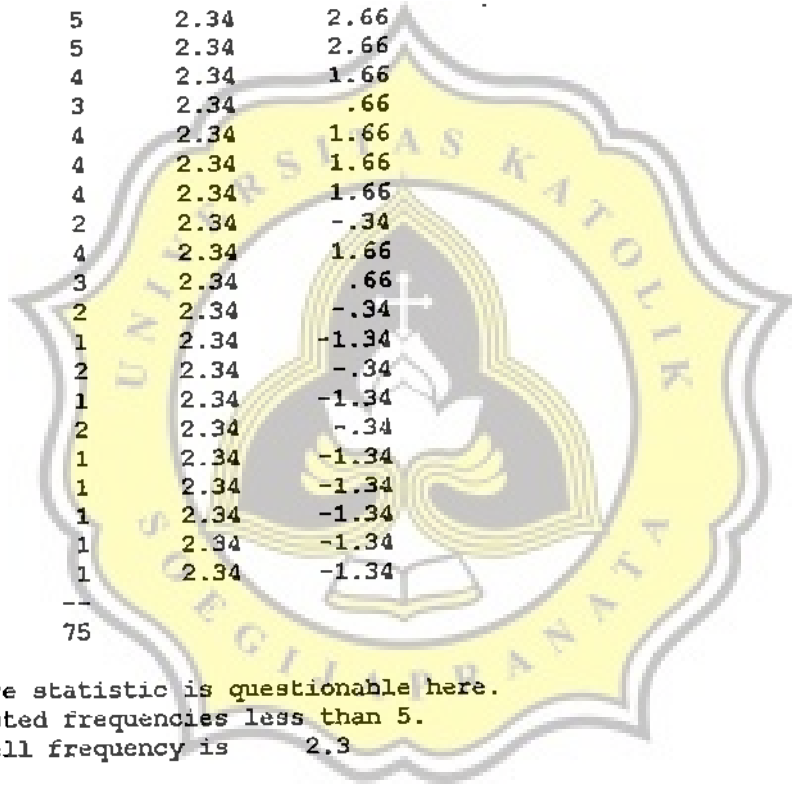 5 2.34 2.66
5 2.34 2.66
4 2.34 1.66
3 2.34 .66
4 2.34 1.66
4 2.34 1.66
4 2.34 1.66
2 2.34 -.34
4 2.34 1.66
3 2.34 .66
2 2.34 -.34
1 2.34 -1.34
2 2.34 -.34
1 2.34 -1.34
2 2.34 -.34
1 2.34 -1.34
1 2.34 -1.34
1 2.34 -1.34
1 2.34 -1.34
1 2.34 -1.34
--
75
re statistic is questionable here.
ted frequencies less than 5.
ell frequency is 2.3
UNIVERSITAS KATOLIK
SOEGIJAPRANATA